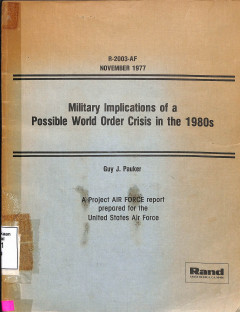 R-2003-AF
NOVEMBER 1977
Military Implications of a
Possible World Order Crisis in the 1980s
Guy J. Pauker
A Project AIR FORCE report
prepared for the
United States Air Force
Rand